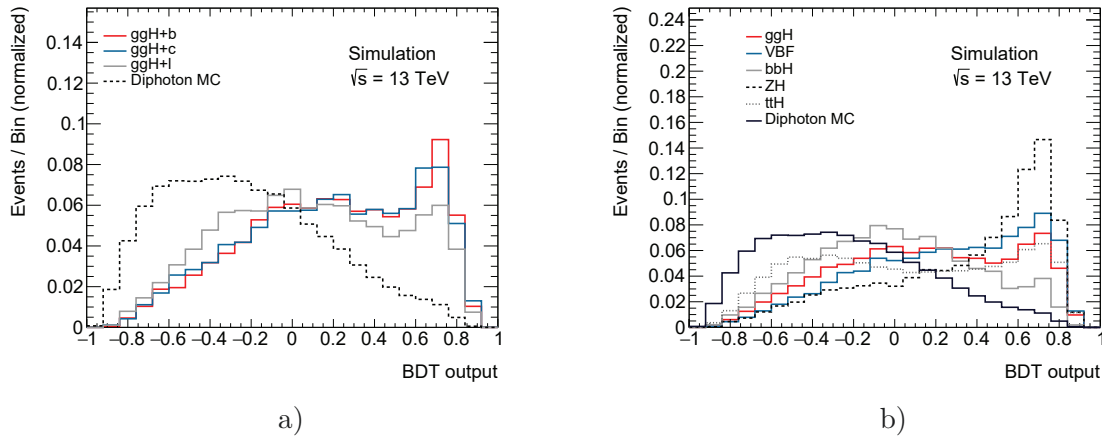 0.14
0.12
0.1
0.08
0.06
0.04
0.02
0
Events / Bin (normalized)
ggH+b
ggH+c
ggH+l
Diphoton MC
Simulation
√s = 13 TeV
−1 −0.8 −0.6 −0.4 −0.2 0 0.2 0.4 0.6 0.8 1
BDT output
a)
0.24
0.22
0.2
0.18
0.16
0.14
0.12
0.1
0.08
0.06
0.04
0.02
0
Events / Bin (normalized)
ggH
VBF
bbH
ZH
ttH
Diphoton MC
Simulation
√s = 13 TeV
−1 −0.8 −0.6 −0.4 −0.2 0 0.2 0.4 0.6 0.8 1
BDT output
b)